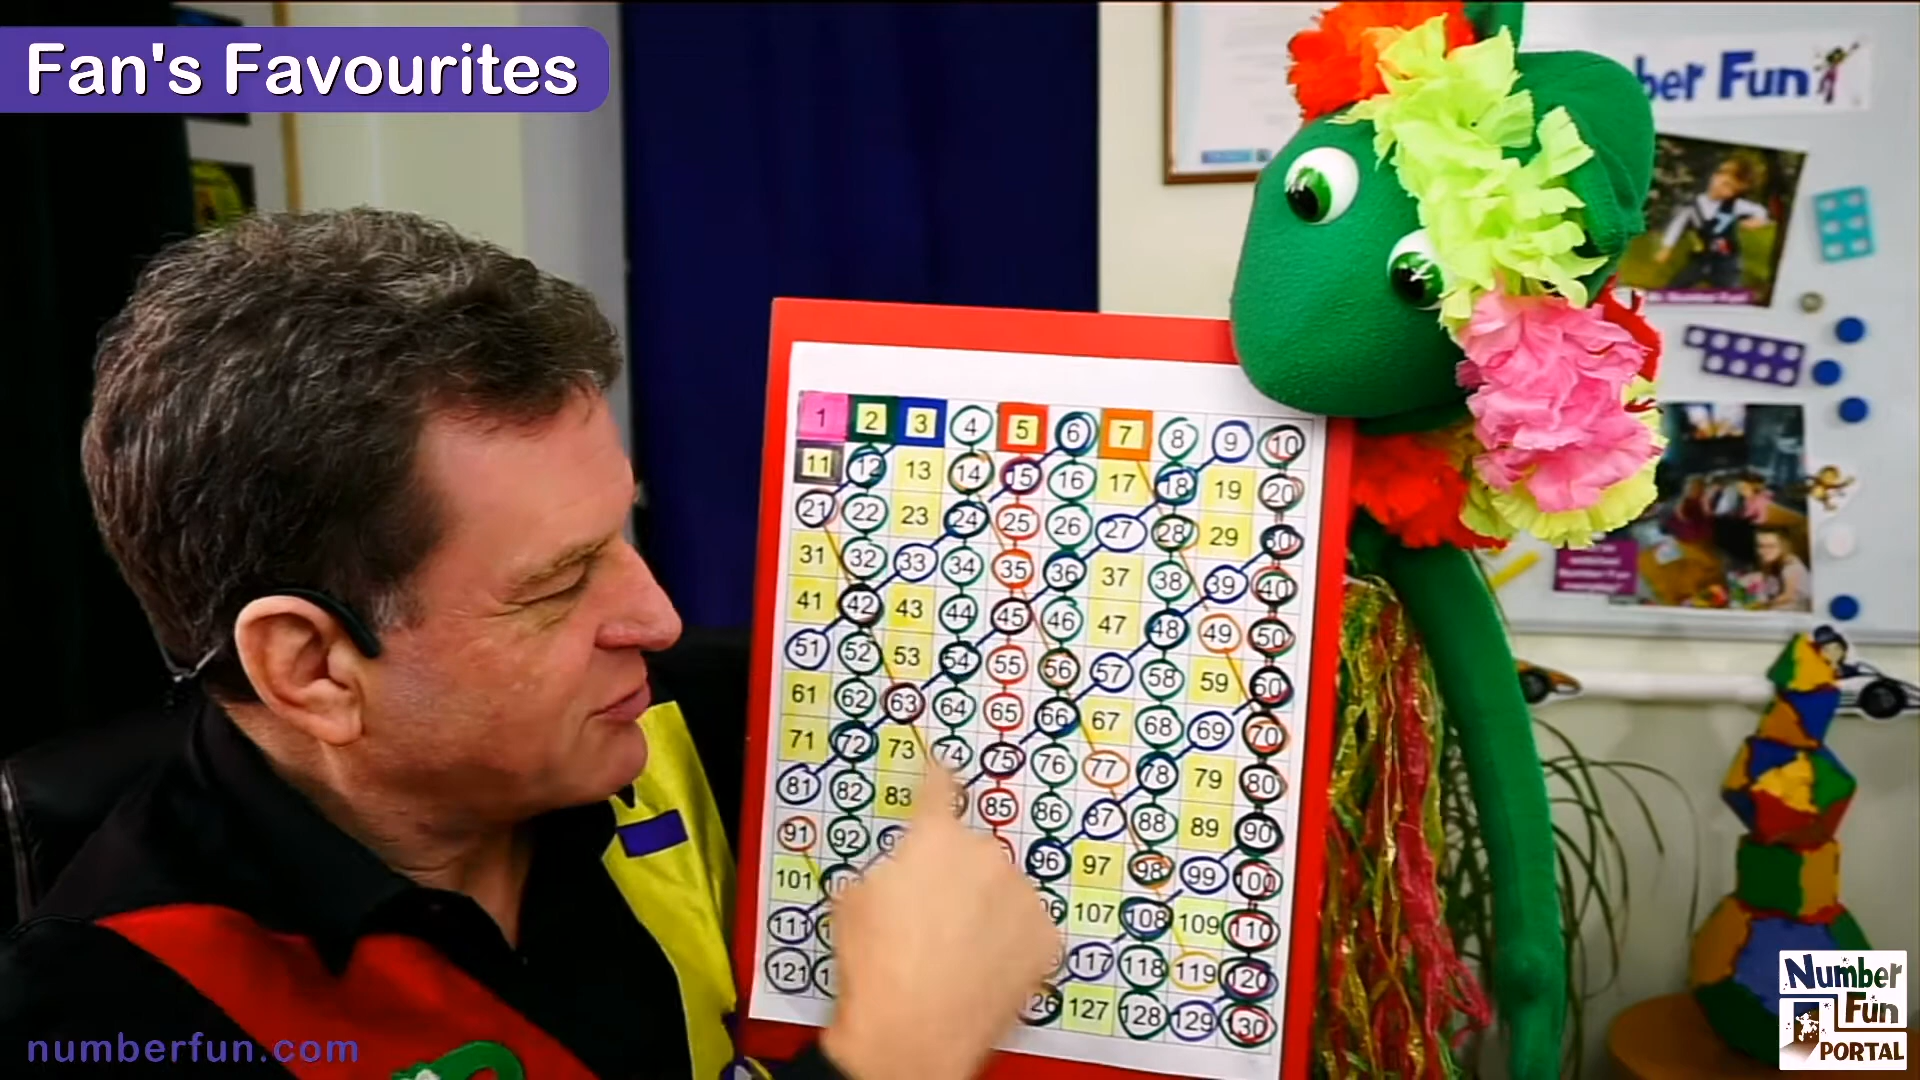 Fan's Favourites
ber Fun
1 2 3 4 5 6 7 8 9 10
11 12 13 14 15 16 17 18 19 20
21 22 23 24 25 26 27 28 29 30
31 32 33 34 35 36 37 38 39 40
41 42 43 44 45 46 47 48 49 50
51 52 53 54 55 56 57 58 59 60
61 62 63 64 65 66 67 68 69 70
71 72 73 74 75 76 77 78 79 80
81 82 83 85 86 87 88 89 90
91 92 96 97 98 99 100
101 107 108 109 110
111 117 118 119 120
121 127 128 129 130
numberfun.com
NUMBER
FUN
PORTAL